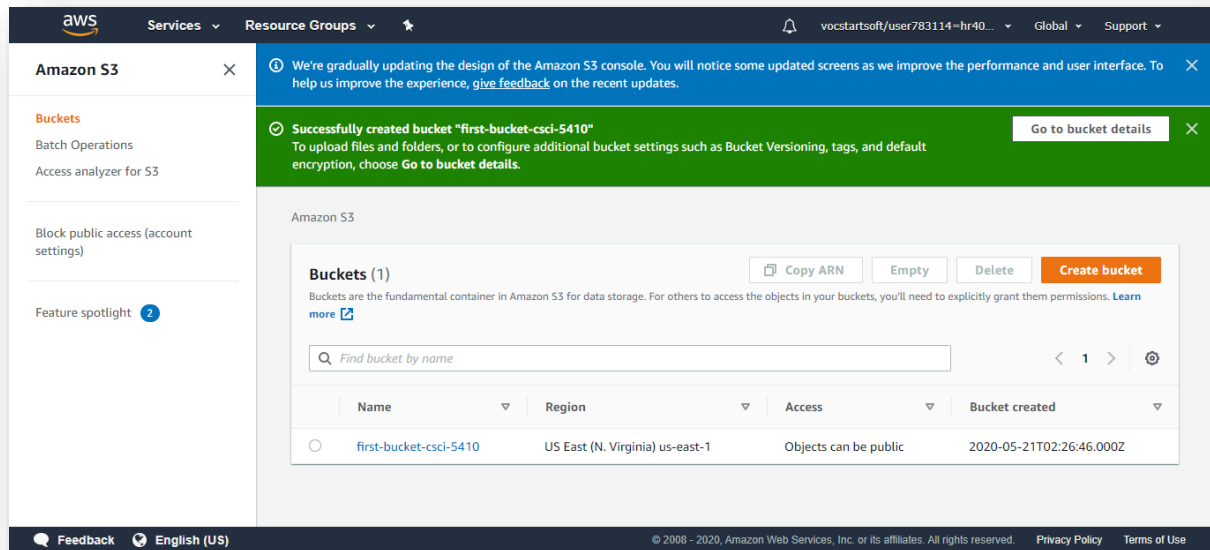 aws
Services
Resource Groups
vocstartsoft/user783114=hr40...
Global
Support
Amazon S3
Buckets
Batch Operations
Access analyzer for S3
Block public access (account
settings)
Feature spotlight 2
We're gradually updating the design of the Amazon S3 console. You will notice some updated screens as we improve the performance and user interface. To
help us improve the experience, give feedback on the recent updates.
Successfully created bucket "first-bucket-csci-5410"
To upload files and folders, or to configure additional bucket settings such as Bucket Versioning, tags, and default
encryption, choose Go to bucket details.
Go to bucket details
Amazon S3
Buckets (1)
Copy ARN
Empty
Delete
Create bucket
Buckets are the fundamental container in Amazon S3 for data storage. For others to access the objects in your buckets, you'll need to explicitly grant them permissions. Learn
more
Find bucket by name
1
Name Region Access Bucket created
first-bucket-csci-5410 US East (N. Virginia) us-east-1 Objects can be public 2020-05-21T02:26:46.000Z
Feedback English (US) © 2008 - 2020, Amazon Web Services, Inc. or its affiliates. All rights reserved. Privacy Policy Terms of Use